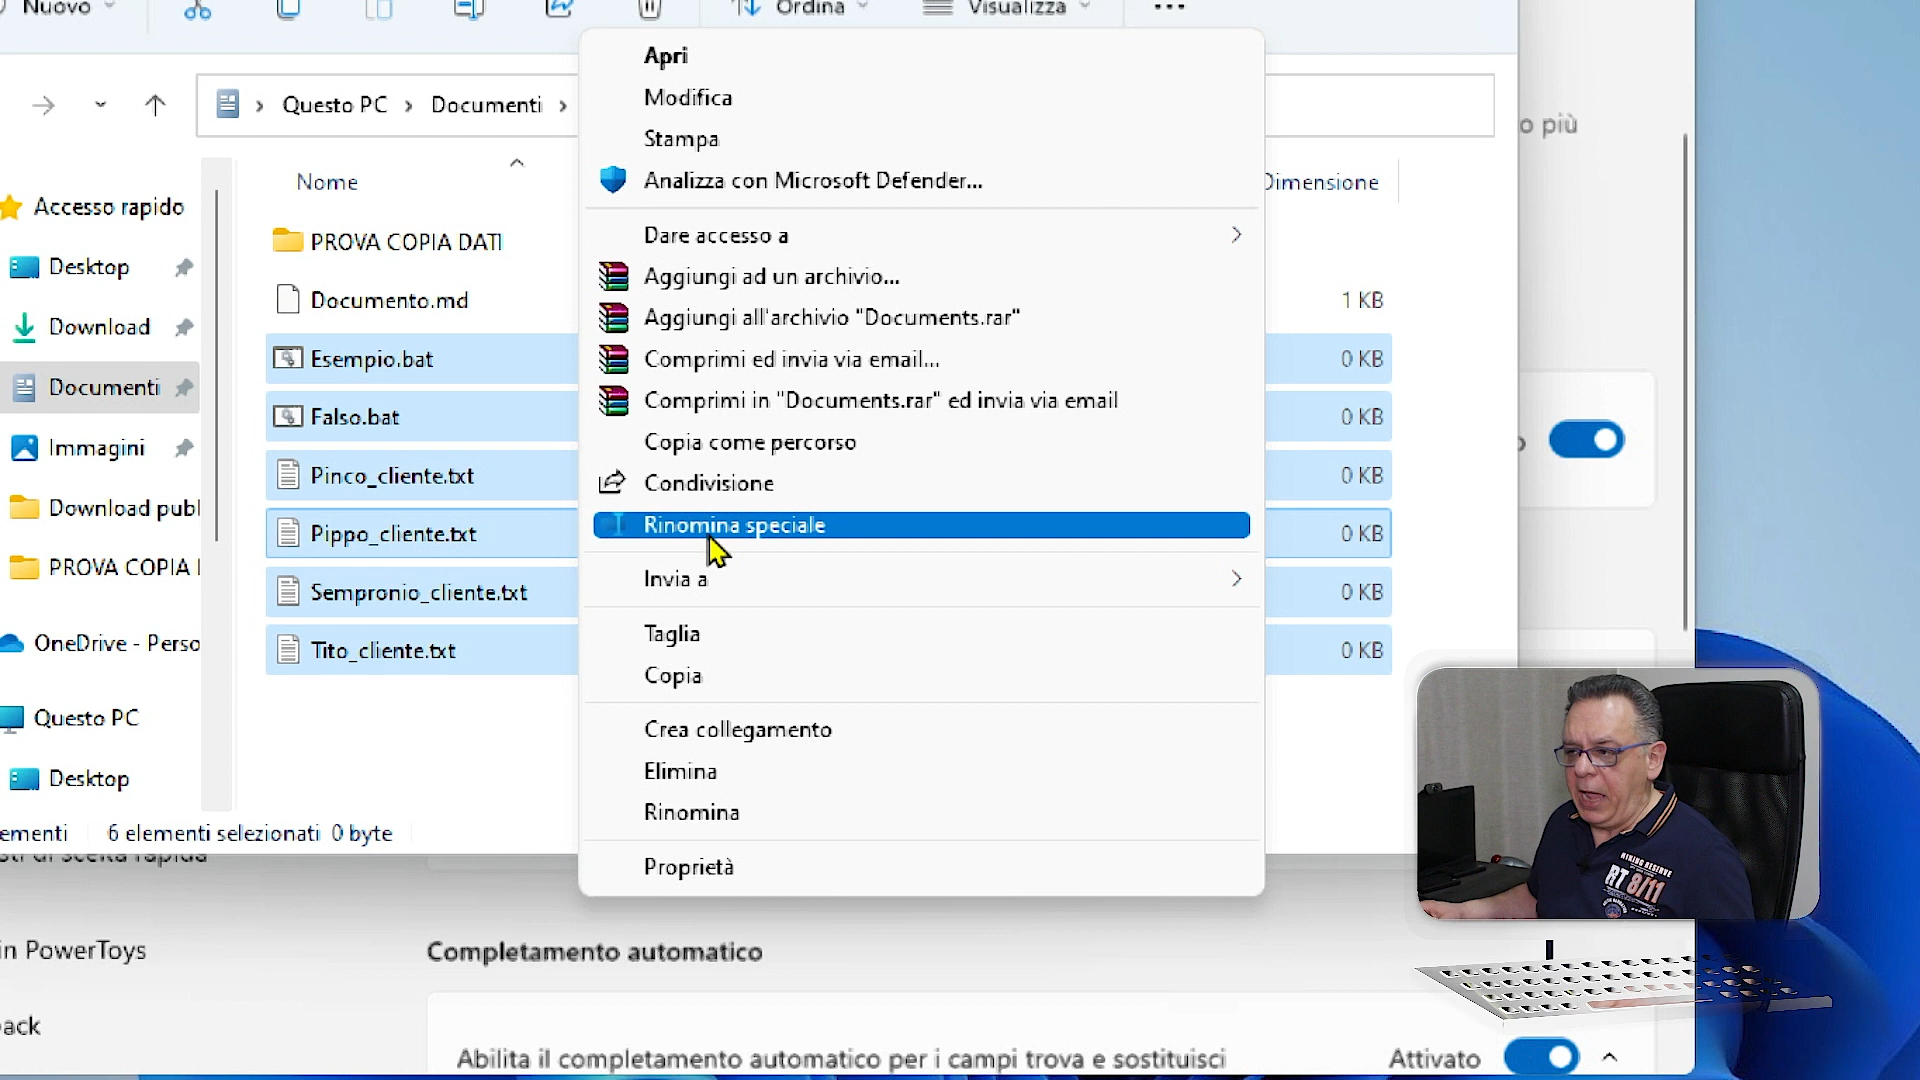 Nuovo
Ordina
Visualizza
Apri
Modifica
Stampa
Analizza con Microsoft Defender...
Dare accesso a
Aggiungi ad un archivio...
Aggiungi all'archivio "Documents.rar"
Comprimi ed invia via email...
Comprimi in "Documents.rar" ed invia via email
Copia come percorso
Condivisione
Rinomina speciale
Invia a
Taglia
Copia
Crea collegamento
Elimina
Rinomina
Proprietà
Questo PC > Documenti >
Nome
Dimensione
PROVA COPIA DATI
Documento.md 1 KB
Esempio.bat 0 KB
Falso.bat 0 KB
Pinco_cliente.txt 0 KB
Pippo_cliente.txt 0 KB
Sempronio_cliente.txt 0 KB
Tito_cliente.txt 0 KB
Accesso rapido
Desktop
Download
Documenti
Immagini
Download publ
PROVA COPIA
OneDrive - Perso
Questo PC
Desktop
ementi 6 elementi selezionati 0 byte
o più
in PowerToys
ack
Completamento automatico
Abilita il completamento automatico per i campi trova e sostituisci Attivato
RT 8/11